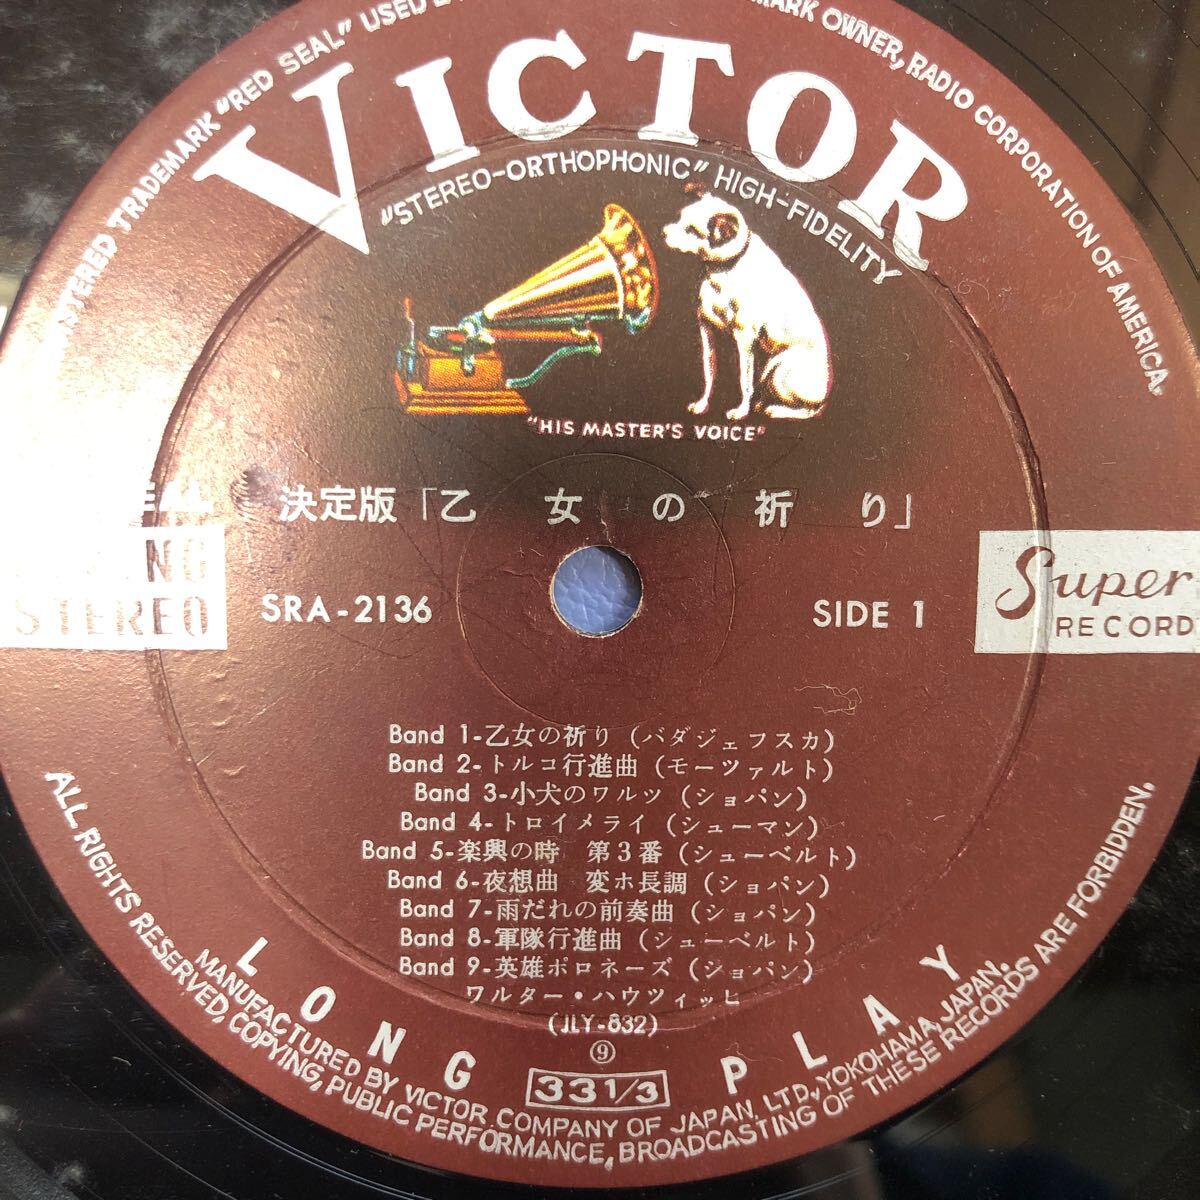 TRADEMARK "RED SEAL" USED
MARK OWNER, RADIO CORPORATION OF AMERICA.
VICTOR
"STEREO-ORTHOPHONIC" HIGH-FIDELITY
"HIS MASTER'S VOICE"
決定版「乙女の祈り」
STEREO
SRA-2136
SIDE 1
Super
RECORD
Band 1-乙女の祈り (バダジェフスカ)
Band 2-トルコ行進曲 (モーツァルト)
Band 3-小犬のワルツ (ショパン)
Band 4-トロイメライ (シューマン)
Band 5-楽興の時 第3番 (シューベルト)
Band 6-夜想曲 変ホ長調 (ショパン)
Band 7-雨だれの前奏曲 (ショパン)
Band 8-軍隊行進曲 (シューベルト)
Band 9-英雄ポロネーズ (ショパン)
ワルター・ハウツィッヒ
(JLY-832)
⑨
33 1/3
LONG PLAY
MANUFACTURED BY VICTOR COMPANY OF JAPAN, LTD., YOKOHAMA, JAPAN.
ALL RIGHTS RESERVED, COPYING, PUBLIC PERFORMANCE, BROADCASTING OF THESE RECORDS ARE FORBIDDEN.